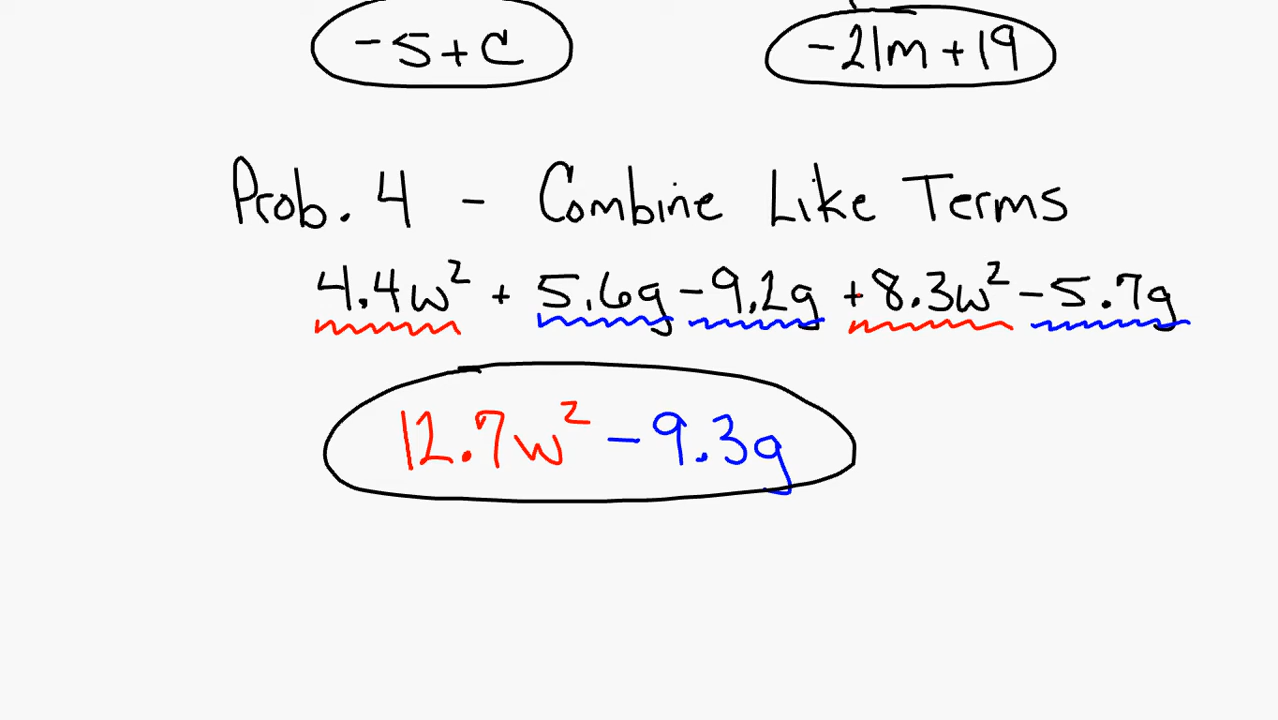 -5+c
-21m+19
Prob. 4 - Combine Like Terms
4.4w² + 5.6g -9.2g +8.3w² -5.7g
12.7w² -9.3g